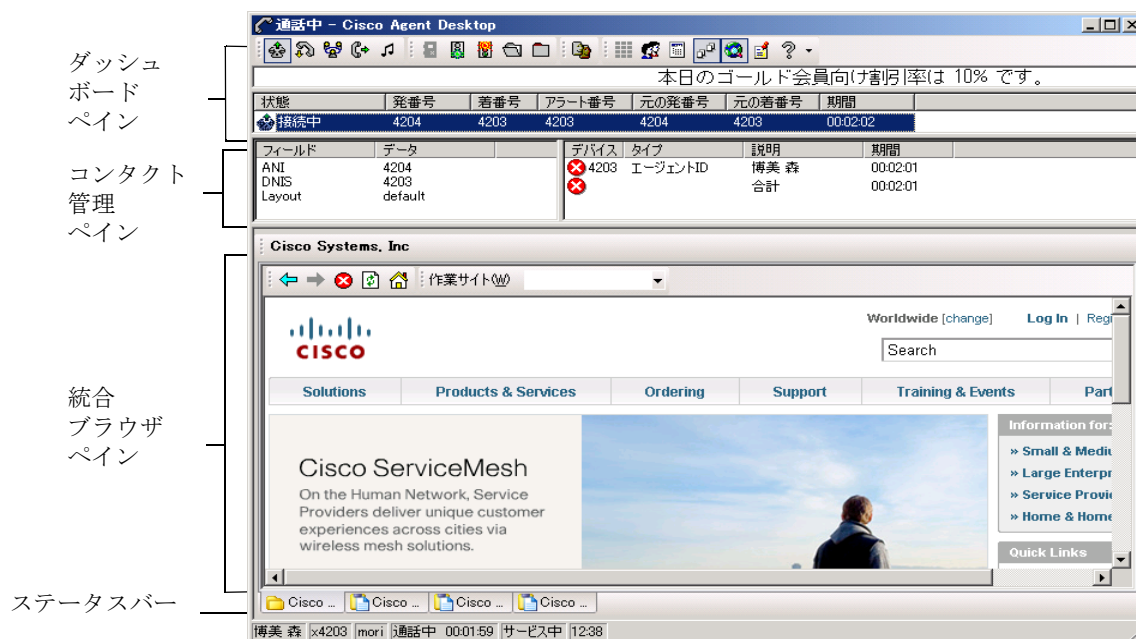 通話中 - Cisco Agent Desktop
本日のゴールド会員向け割引率は 10% です。
ダッシュ
ボード
ペイン
状態 発番号 着番号 アラート番号 元の発番号 元の着番号 期間
接続中 4204 4203 4203 4204 4203 00:02:02
コンタクト
管理
ペイン
フィールド データ
ANI 4204
DNIS 4203
Layout default
デバイス タイプ 説明 期間
4203 エージェントID 博美 森 00:02:01
合計 00:02:01
統合
ブラウザ
ペイン
Cisco Systems, Inc
作業サイト(W)
CISCO
Worldwide [change] Log In | Regi
Search
Solutions Products & Services Ordering Support Training & Events Part
Cisco ServiceMesh
On the Human Network, Service
Providers deliver unique customer
experiences across cities via
wireless mesh solutions.
Information for:
» Small & Mediu
» Large Enterpr
» Service Provi
» Home & Home
Quick Links
Cisco ... Cisco ... Cisco ... Cisco ...
ステータスバー
博美 森 x4203 mori 通話中 00:01:59 サービス中 12:38